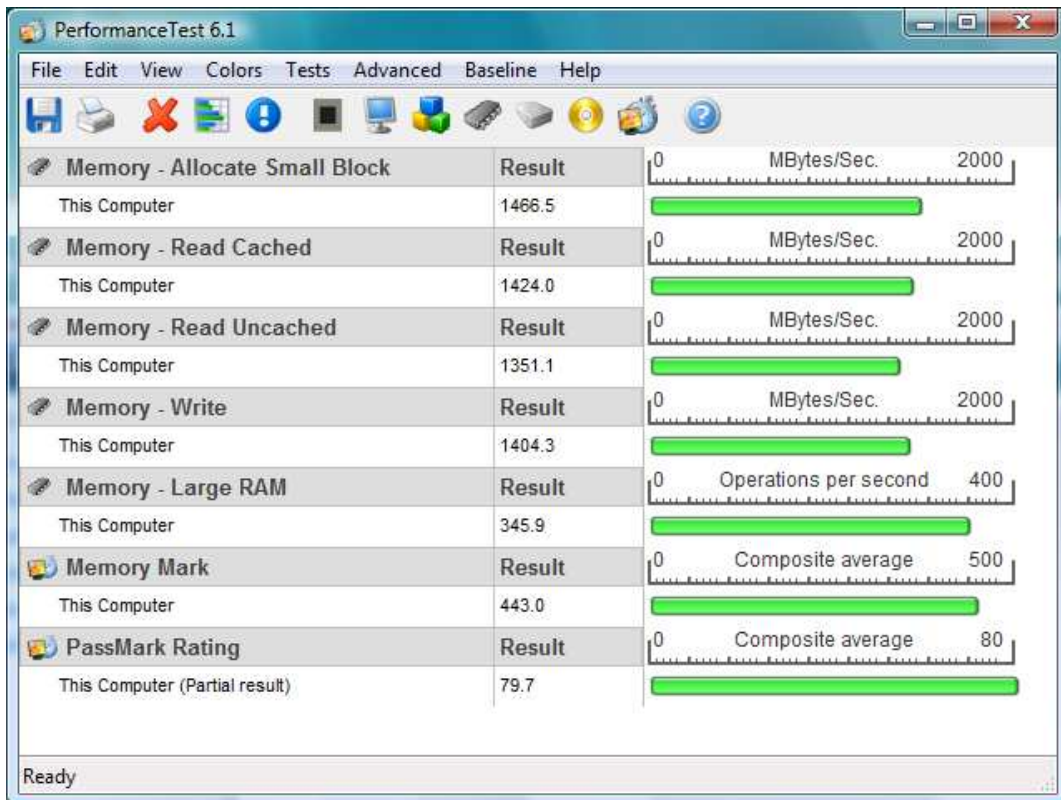 PerformanceTest 6.1
File Edit View Colors Tests Advanced Baseline Help
Memory - Allocate Small Block Result 0 MBytes/Sec. 2000
This Computer 1466.5
Memory - Read Cached Result 0 MBytes/Sec. 2000
This Computer 1424.0
Memory - Read Uncached Result 0 MBytes/Sec. 2000
This Computer 1351.1
Memory - Write Result 0 MBytes/Sec. 2000
This Computer 1404.3
Memory - Large RAM Result 0 Operations per second 400
This Computer 345.9
Memory Mark Result 0 Composite average 500
This Computer 443.0
PassMark Rating Result 0 Composite average 80
This Computer (Partial result) 79.7
Ready